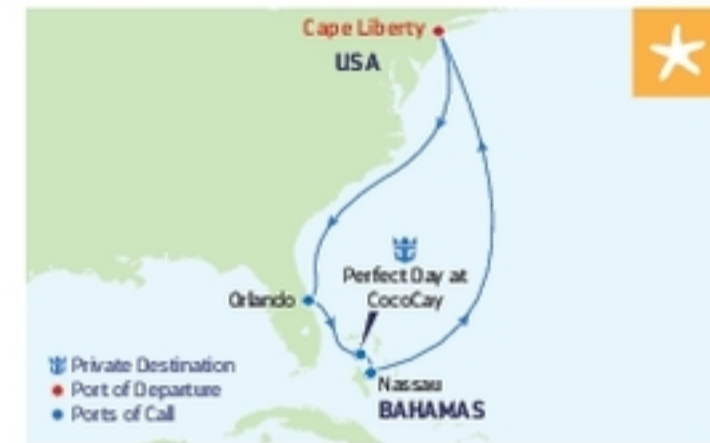 Cape Liberty
USA
Perfect Day at
CocoCay
Orlando
Nassau
BAHAMAS
Private Destination
Port of Departure
Ports of Call